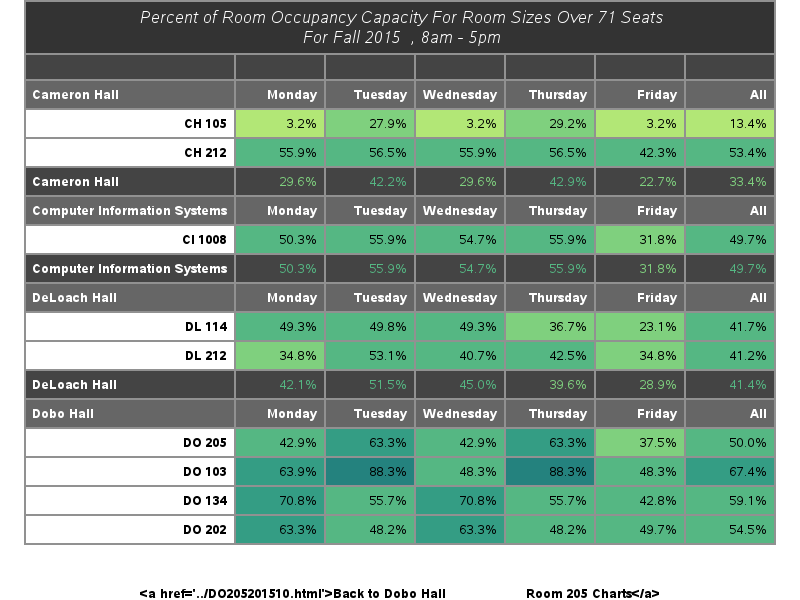 Percent of Room Occupancy Capacity For Room Sizes Over 71 Seats
For Fall 2015 , 8am - 5pm
Cameron Hall Monday Tuesday Wednesday Thursday Friday All
CH 105 3.2% 27.9% 3.2% 29.2% 3.2% 13.4%
CH 212 55.9% 56.5% 55.9% 56.5% 42.3% 53.4%
Cameron Hall 29.6% 42.2% 29.6% 42.9% 22.7% 33.4%
Computer Information Systems Monday Tuesday Wednesday Thursday Friday All
CI 1008 50.3% 55.9% 54.7% 55.9% 31.8% 49.7%
Computer Information Systems 50.3% 55.9% 54.7% 55.9% 31.8% 49.7%
DeLoach Hall Monday Tuesday Wednesday Thursday Friday All
DL 114 49.3% 49.8% 49.3% 36.7% 23.1% 41.7%
DL 212 34.8% 53.1% 40.7% 42.5% 34.8% 41.2%
DeLoach Hall 42.1% 51.5% 45.0% 39.6% 28.9% 41.4%
Dobo Hall Monday Tuesday Wednesday Thursday Friday All
DO 205 42.9% 63.3% 42.9% 63.3% 37.5% 50.0%
DO 103 63.9% 88.3% 48.3% 88.3% 48.3% 67.4%
DO 134 70.8% 55.7% 70.8% 55.7% 42.8% 59.1%
DO 202 63.3% 48.2% 63.3% 48.2% 49.7% 54.5%
<a href='../DO205201510.html'>Back to Dobo Hall Room 205 Charts</a>